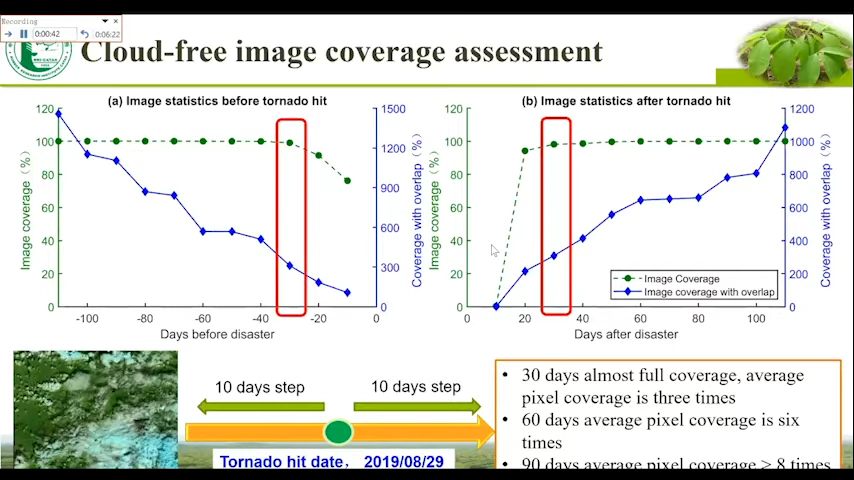 Recording
0:00:42
0:06:22
Cloud-free image coverage assessment
(a) Image statistics before tornado hit
(b) Image statistics after tornado hit
120
100
80
60
40
20
0
Image coverage（%）
1500
1200
900
600
300
0
Coverage with overlap（%）
-100
-80
-60
-40
-20
0
Days before disaster
120
100
80
60
40
20
0
Image coverage（%）
1200
1000
800
600
400
200
0
Coverage with overlap（%）
Image Coverage
Image coverage with overlap
0
20
40
60
80
100
Days after disaster
10 days step
10 days step
Tornado hit date， 2019/08/29
• 30 days almost full coverage, average
pixel coverage is three times
• 60 days average pixel coverage is six
times
• 90 days average pixel coverage > 8 times